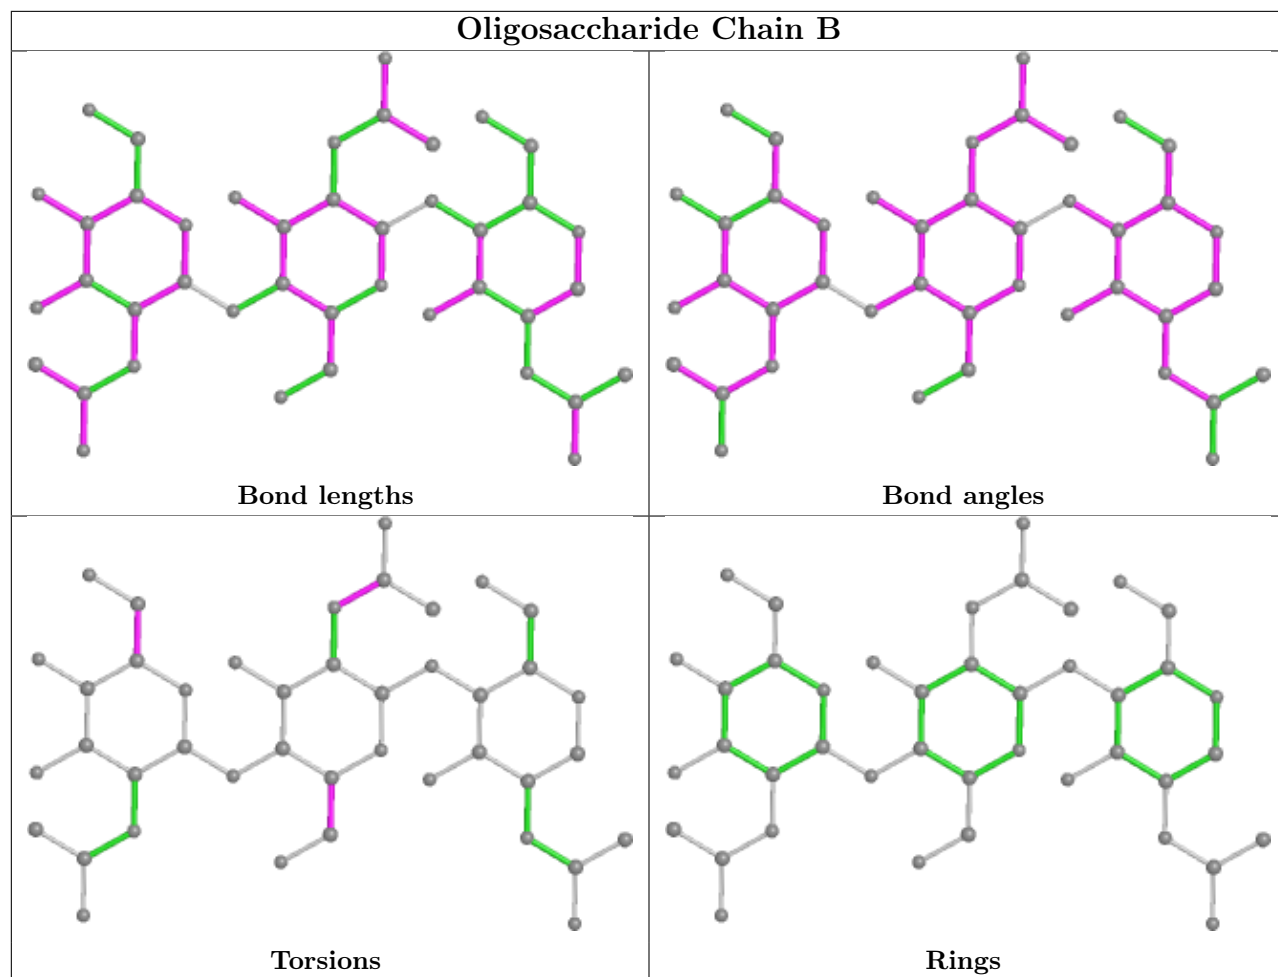 Oligosaccharide Chain B
Bond lengths
Bond angles
Torsions
Rings